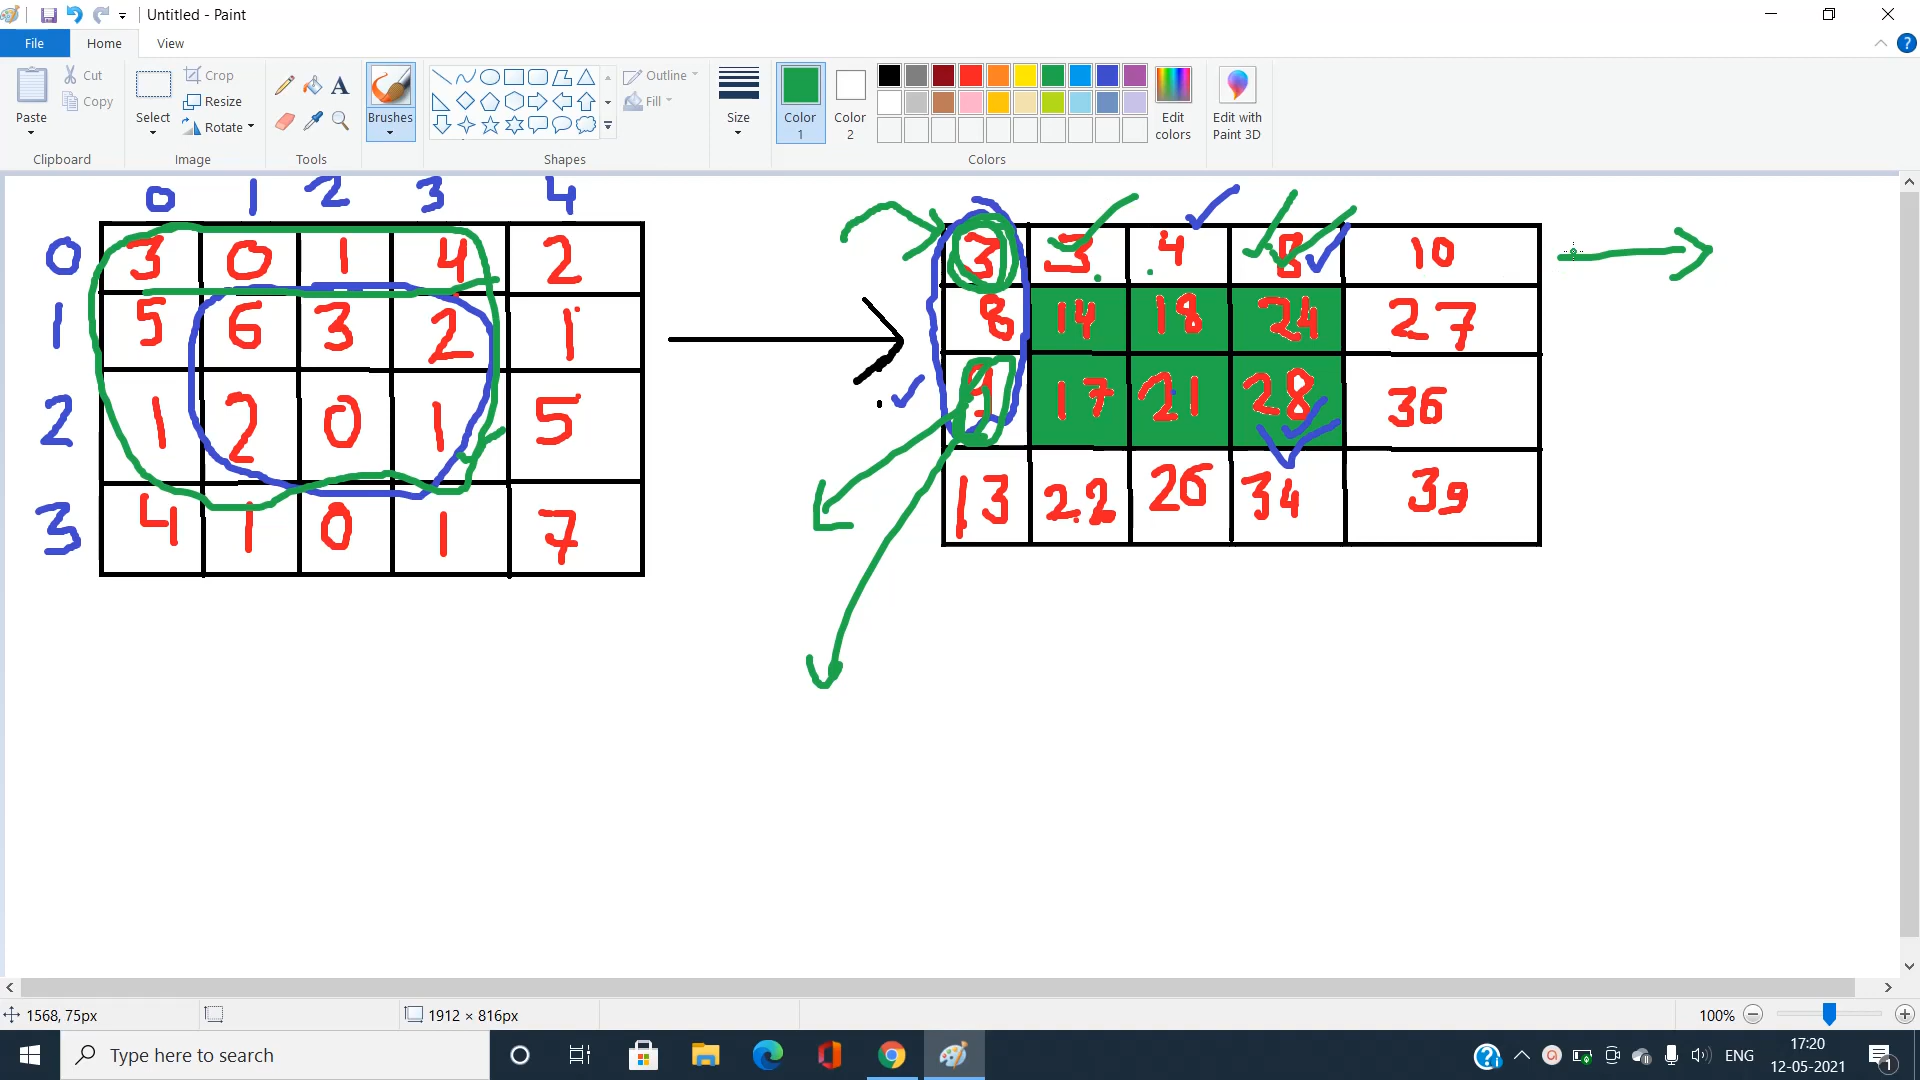 Untitled - Paint
File
Home
View
Paste
Cut
Copy
Clipboard
Select
Crop
Resize
Rotate
Image
Tools
A
Brushes
Shapes
Outline
Fill
Size
Color 1
Color 2
Colors
Edit colors
Edit with Paint 3D
0 1 2 3 4
0 3 0 1 4 2
1 5 6 3 2 1
2 1 2 0 1 5
3 4 1 0 1 7
3 3 4 8 10
8 14 18 24 27
9 17 21 28 36
13 22 26 34 39
1568, 75px
1912 × 816px
100%
Type here to search
ENG
17:20
12-05-2021
1